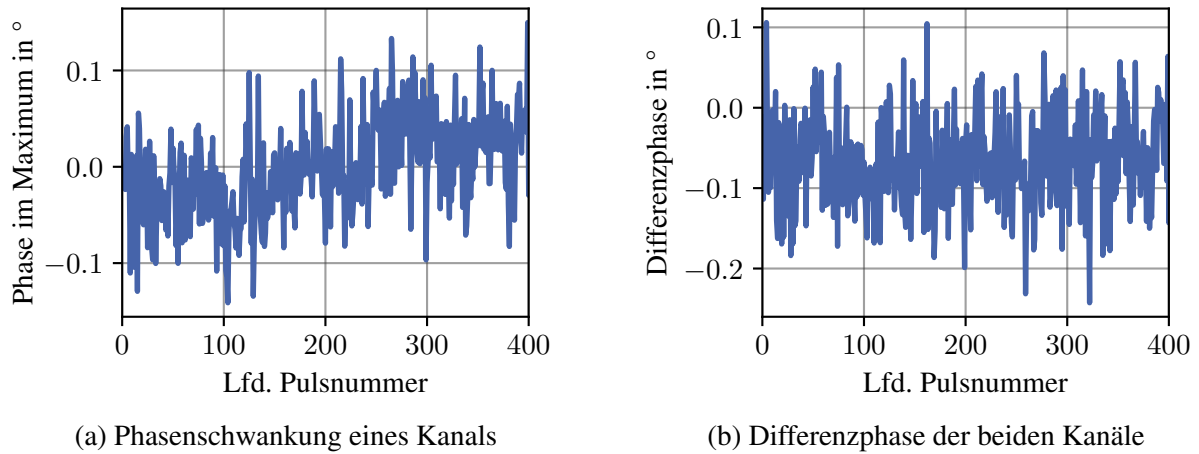 Phase im Maximum in °
0.1
0.0
−0.1
0
100
200
300
400
Lfd. Pulsnummer
(a) Phasenschwankung eines Kanals
Differenzphase in °
0.1
0.0
−0.1
−0.2
0
100
200
300
400
Lfd. Pulsnummer
(b) Differenzphase der beiden Kanäle